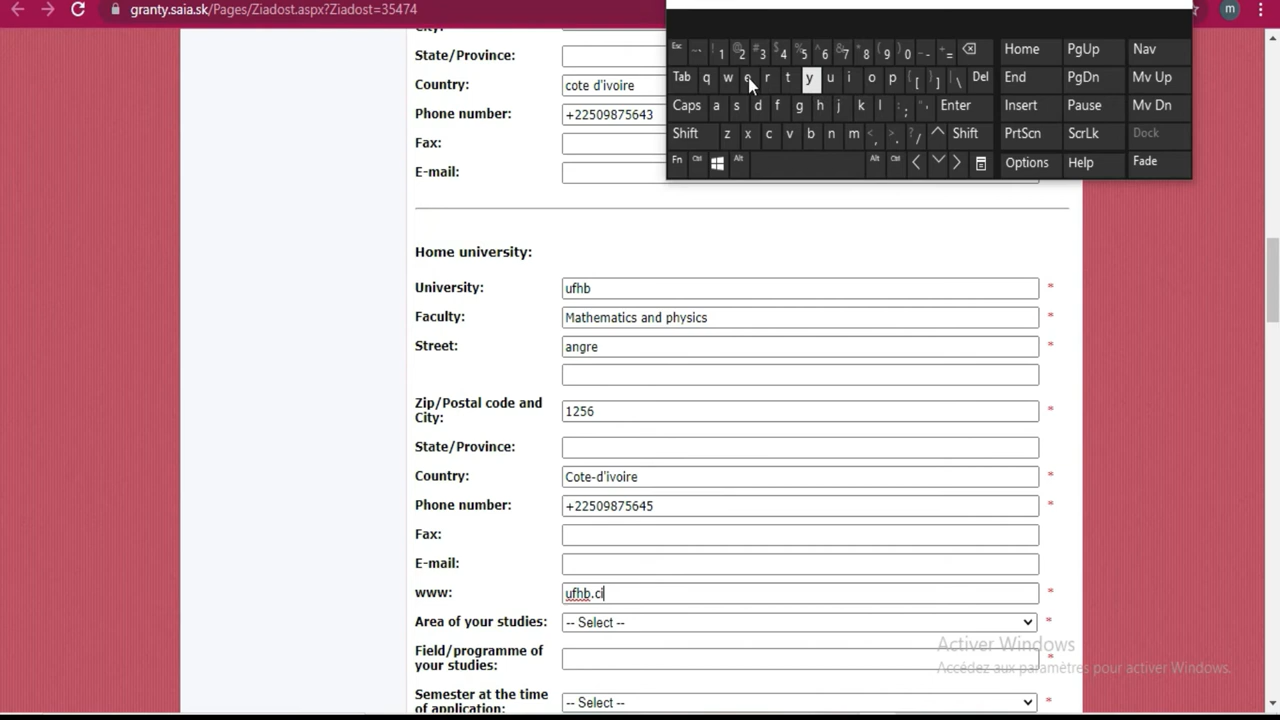 granty.saia.sk/Pages/Ziadost.aspx?Ziadost=35474
m
State/Province:
Country: cote d'ivoire
Phone number: +22509875643
Fax:
E-mail:
Esc ~` !1 @2 #3 $4 %5 ^6 &7 *8 (9 )0 _- += Home PgUp Nav
Tab q w e r t y u i o p {[ }] |\ Del End PgDn Mv Up
Caps a s d f g h j k l :; "' Enter Insert Pause Mv Dn
Shift z x c v b n m <, >. ?/ Shift PrtScn ScrLk Dock
Fn Ctrl Alt Alt Ctrl Options Help Fade
Home university:
University: ufhb *
Faculty: Mathematics and physics *
Street: angre *
Zip/Postal code and
City: 1256 *
State/Province:
Country: Cote-d'ivoire *
Phone number: +22509875645 *
Fax:
E-mail:
www: ufhb.ci *
Area of your studies: -- Select -- *
Field/programme of
your studies: *
Semester at the time
of application: -- Select -- *
Activer Windows
Accédez aux paramètres pour activer Windows.